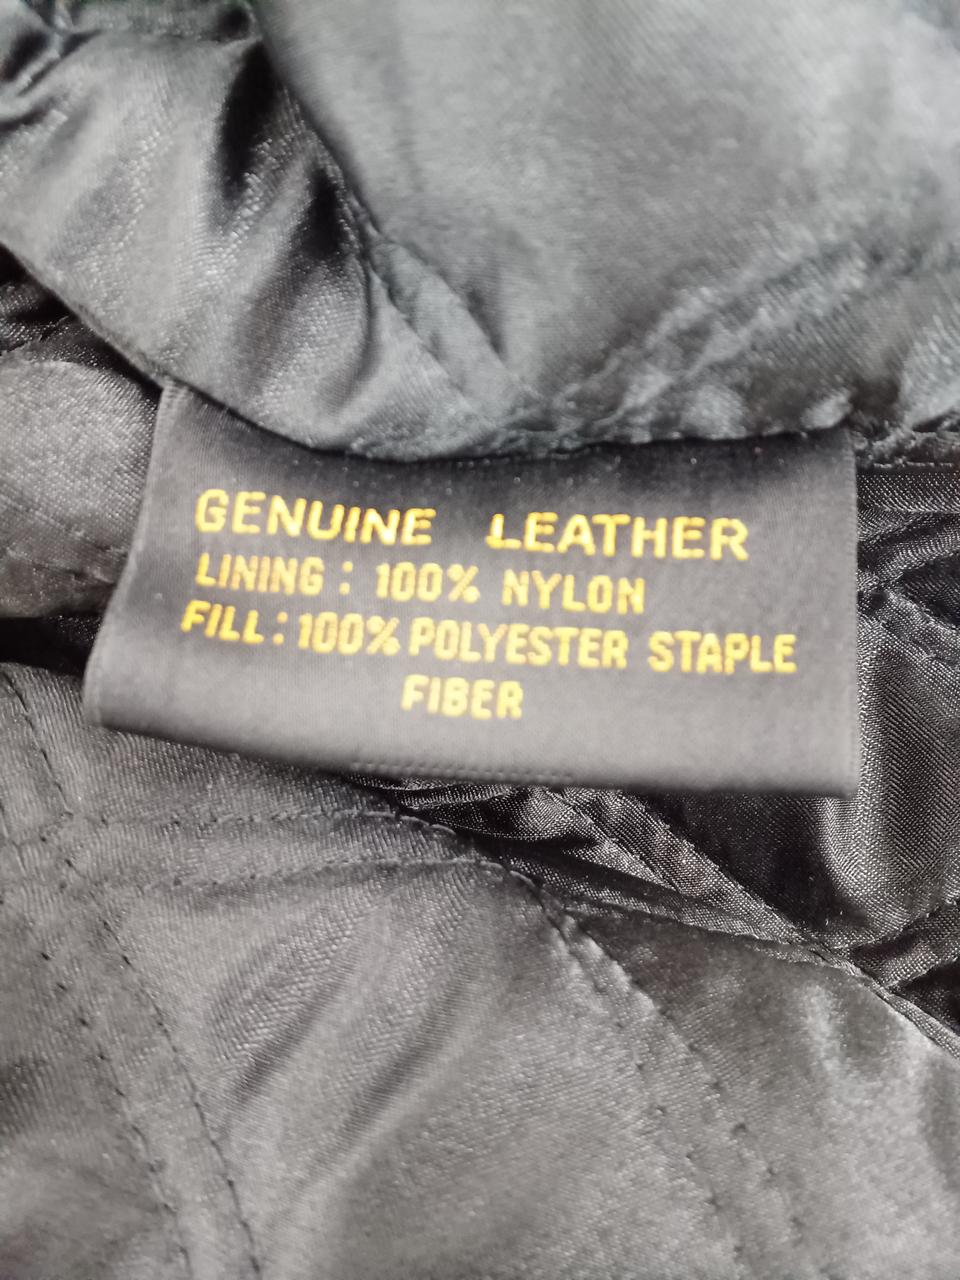 GENUINE LEATHER
LINING : 100% NYLON
FILL : 100% POLYESTER STAPLE
FIBER